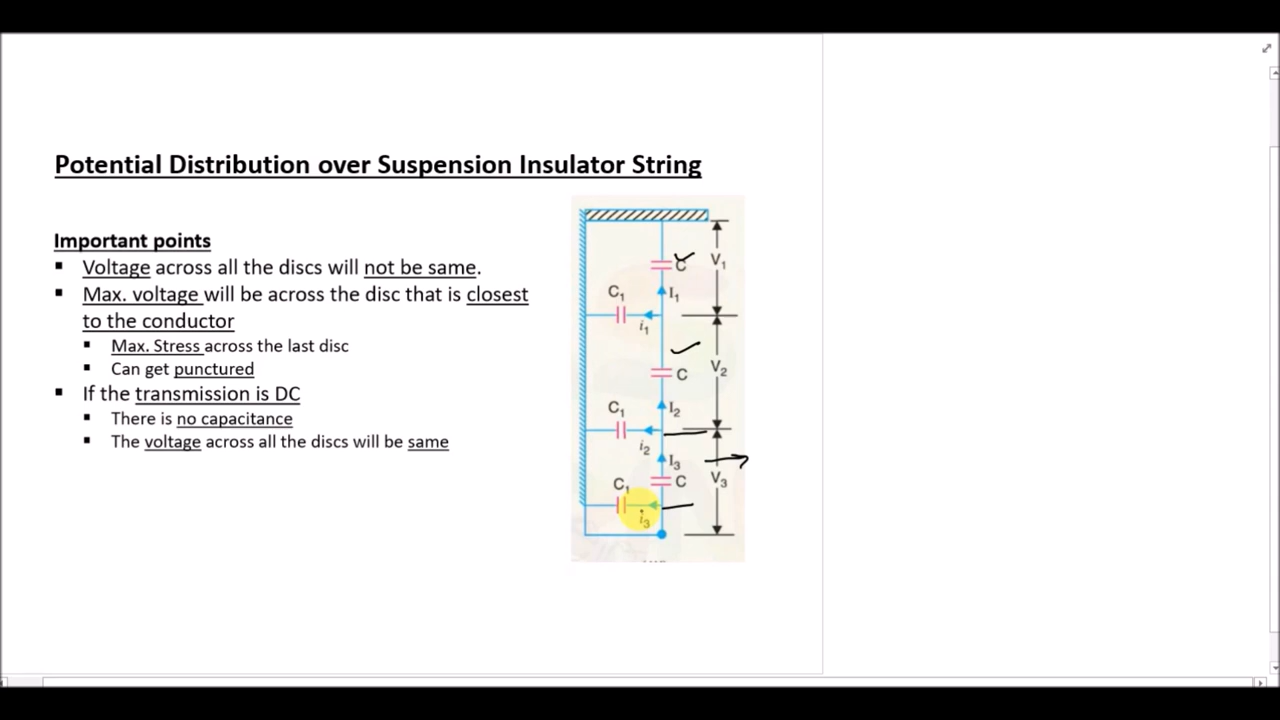 Potential Distribution over Suspension Insulator String
Important points
▪ Voltage across all the discs will not be same.
▪ Max. voltage will be across the disc that is closest
to the conductor
▪ Max. Stress across the last disc
▪ Can get punctured
▪ If the transmission is DC
▪ There is no capacitance
▪ The voltage across all the discs will be same
C V₁
C₁ I₁
i₁
C V₂
C₁ I₂
i₂
I₃
C₁ C V₃
i₃